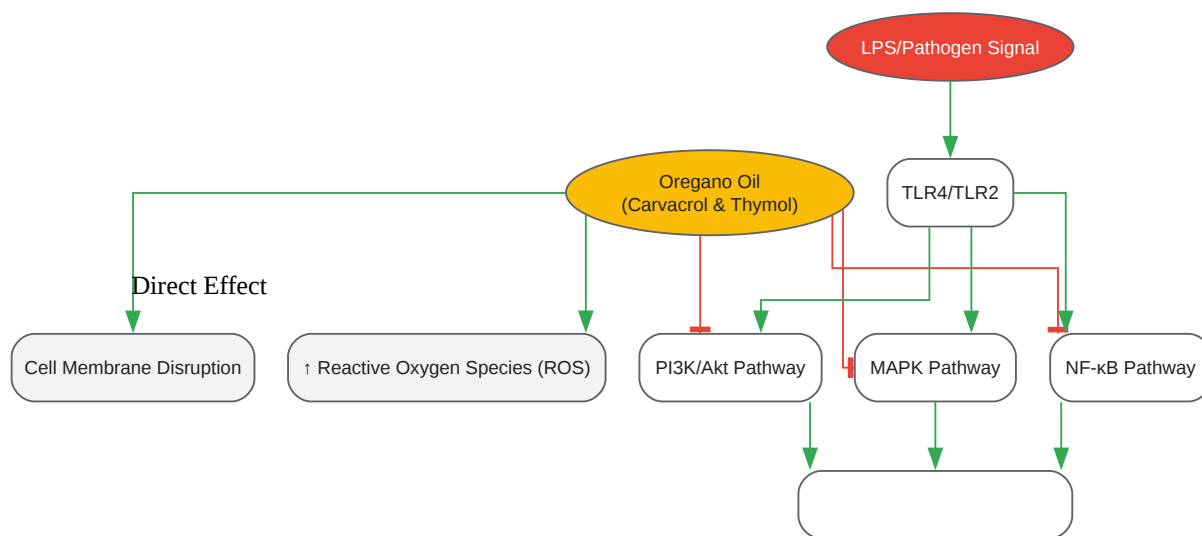 LPS/Pathogen Signal
Oregano Oil
(Carvacrol & Thymol)
TLR4/TLR2
Direct Effect
Cell Membrane Disruption
↑ Reactive Oxygen Species (ROS)
PI3K/Akt Pathway
MAPK Pathway
NF-κB Pathway